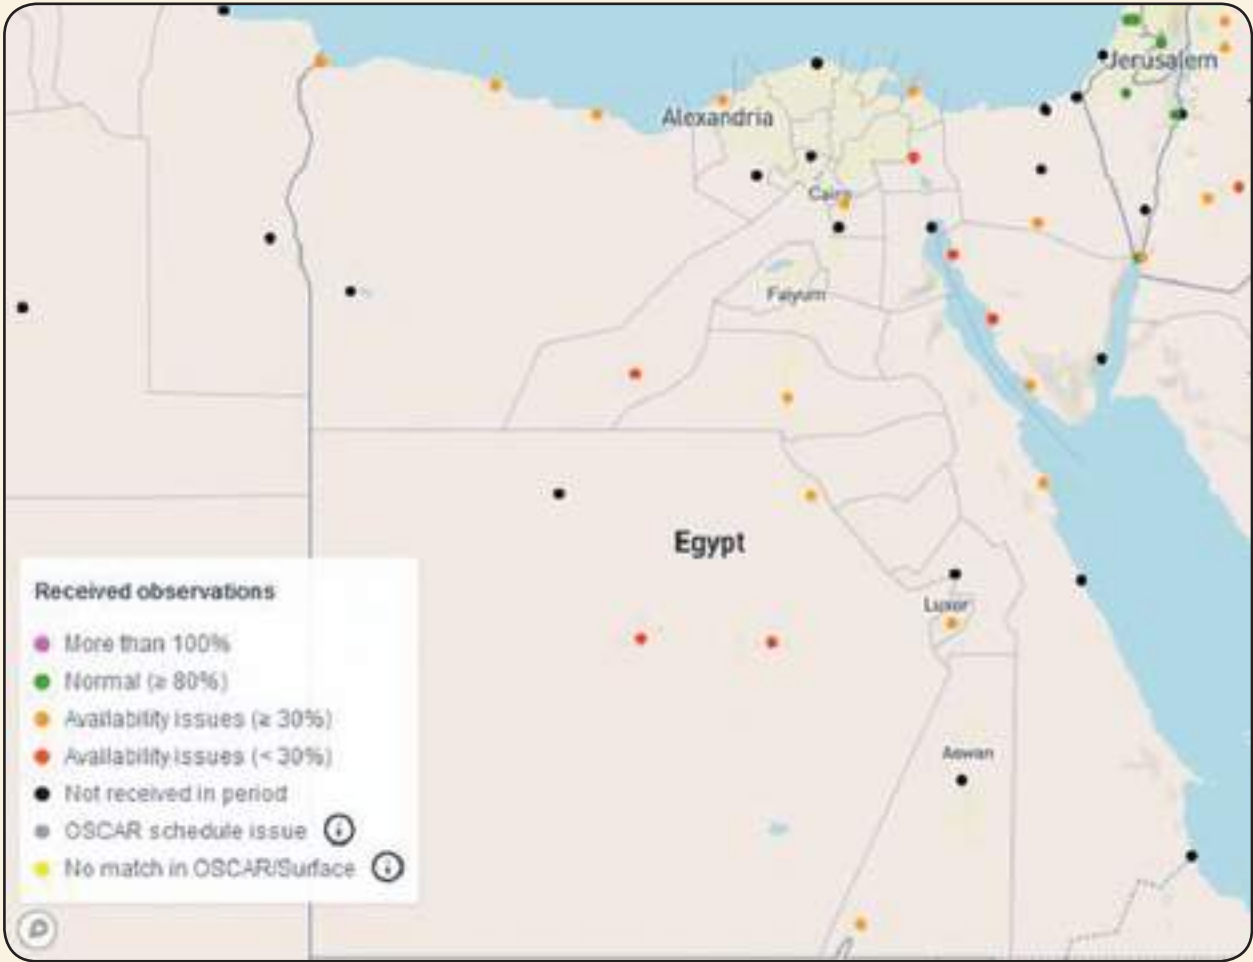 Jerusalem
Alexandria
Cairo
Faiyum
Egypt
Luxor
Aswan
Received observations
More than 100%
Normal (≥ 80%)
Availability issues (≥ 30%)
Availability issues (< 30%)
Not received in period
OSCAR schedule issue
No match in OSCAR/Surface